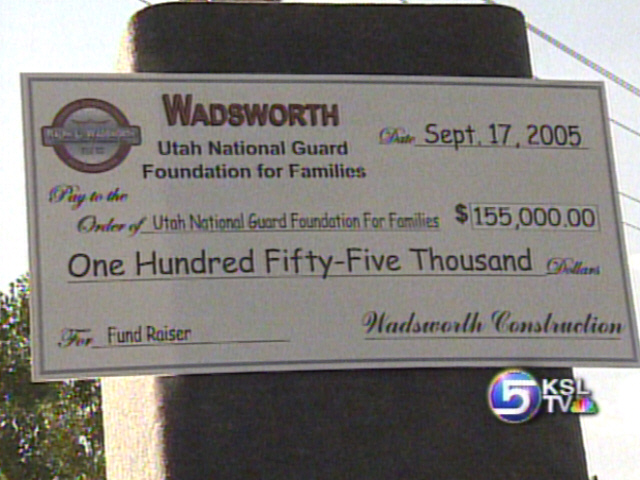 WADSWORTH
Utah National Guard
Foundation for Families
Date Sept. 17, 2005
RALPH L. WADSWORTH
Pay to the
Order of Utah National Guard Foundation For Families $155,000.00
One Hundred Fifty-Five Thousand Dollars
For Fund Raiser
Wadsworth Construction
5 KSL
TV